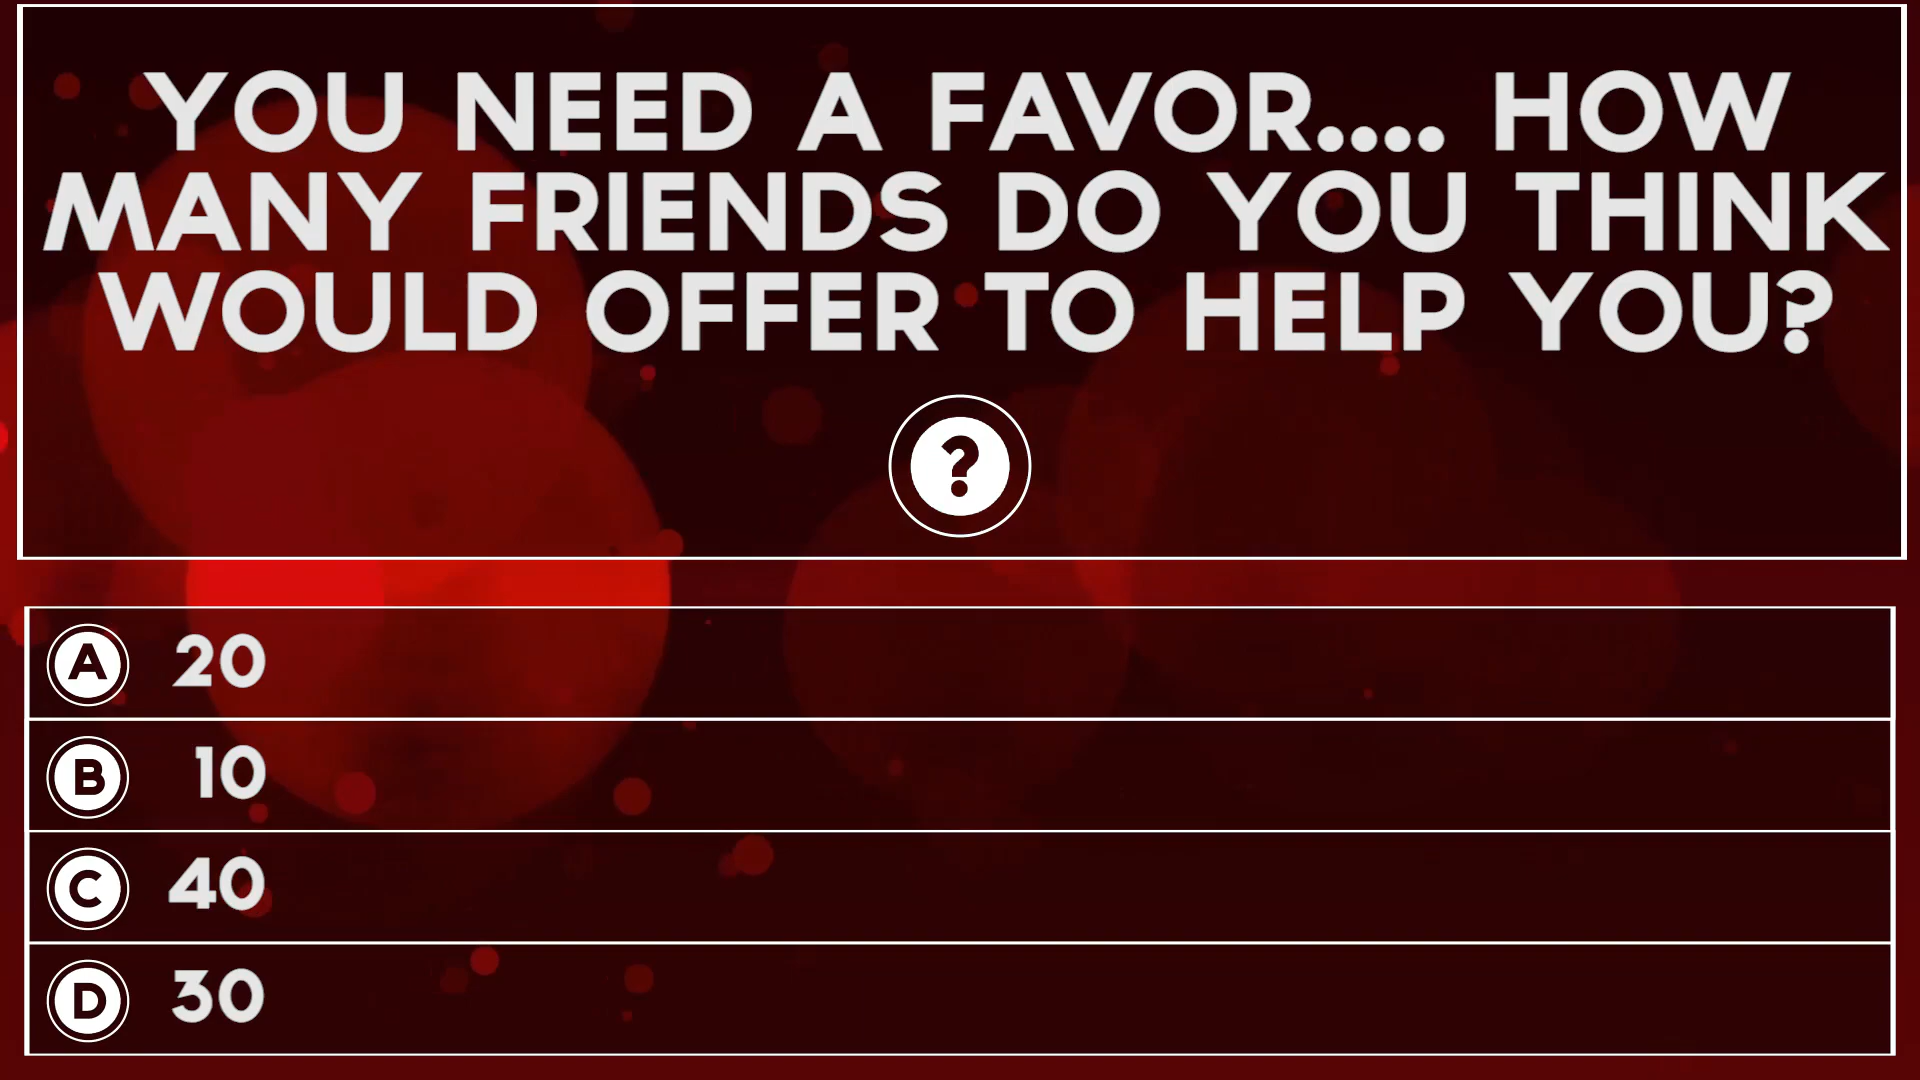 YOU NEED A FAVOR.... HOW
MANY FRIENDS DO YOU THINK
WOULD OFFER TO HELP YOU?
?
A 20
B 10
C 40
D 30